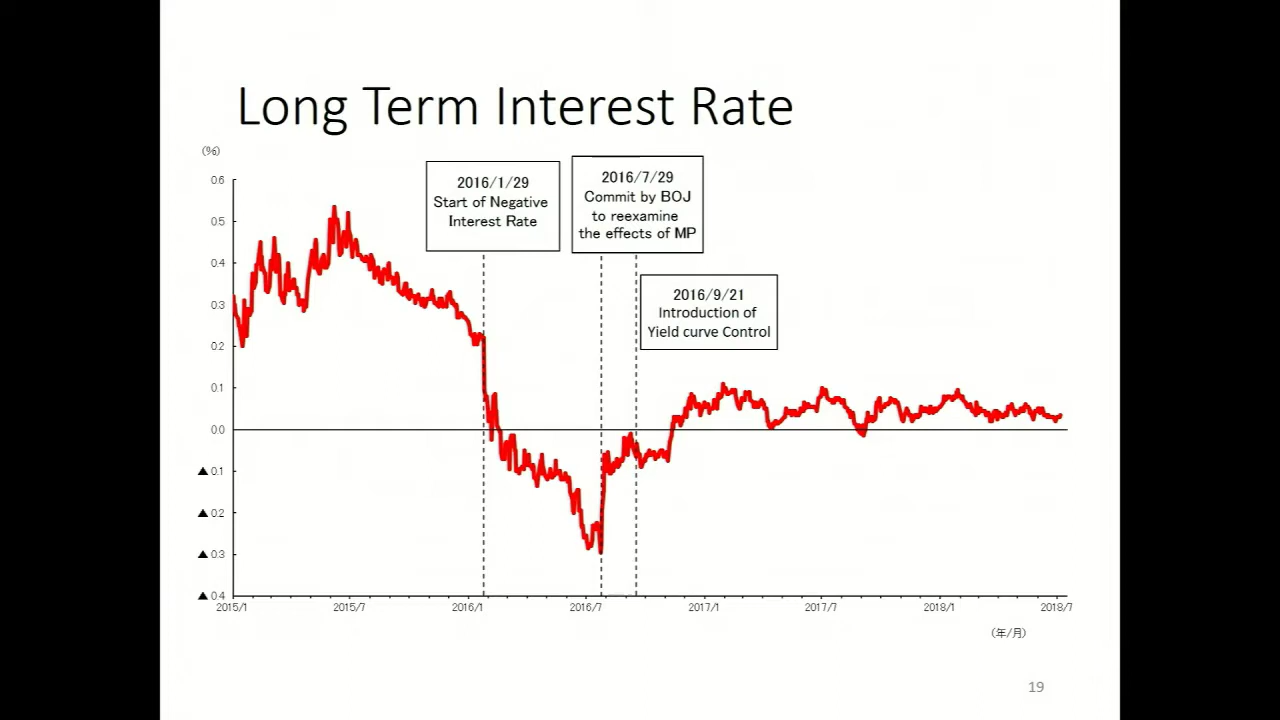 Long Term Interest Rate
(%)
2016/1/29
Start of Negative
Interest Rate
2016/7/29
Commit by BOJ
to reexamine
the effects of MP
2016/9/21
Introduction of
Yield curve Control
0.6
0.5
0.4
0.3
0.2
0.1
0.0
▲ 0.1
▲ 0.2
▲ 0.3
▲ 0.4
2015/1
2015/7
2016/1
2016/7
2017/1
2017/7
2018/1
2018/7
(年/月)
19